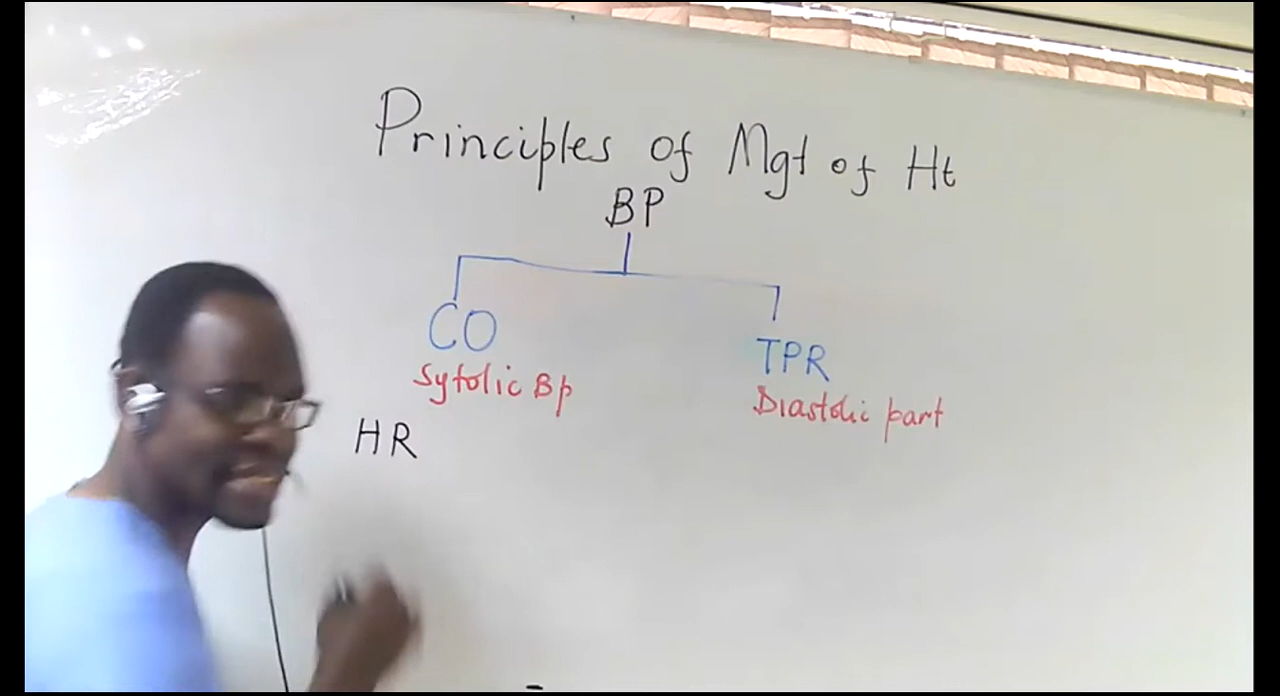 Principles of Mgt of Ht
BP
CO
TPR
Sytolic Bp
Diastolic part
HR